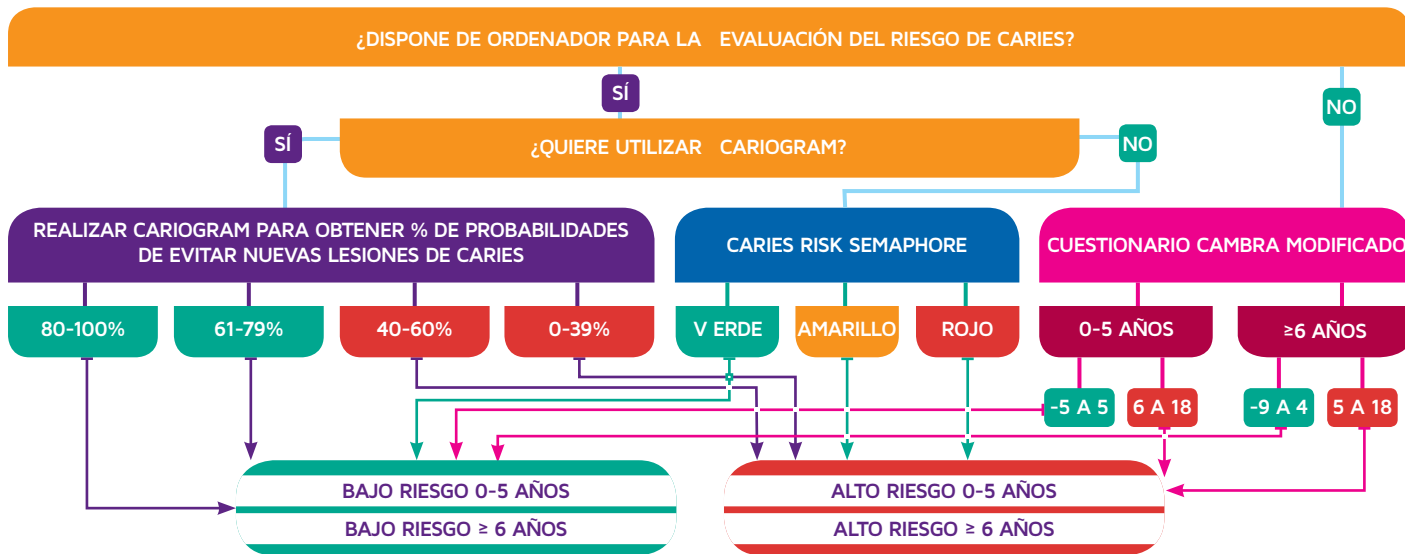 ¿DISPONE DE ORDENADOR PARA LA EVALUACIÓN DEL RIESGO DE CARIES?
SÍ
NO
SÍ
¿QUIERE UTILIZAR CARIOGRAM?
NO
REALIZAR CARIOGRAM PARA OBTENER % DE PROBABILIDADES
DE EVITAR NUEVAS LESIONES DE CARIES
CARIES RISK SEMAPHORE
CUESTIONARIO CAMBRA MODIFICADO
80-100%
61-79%
40-60%
0-39%
V ERDE
AMARILLO
ROJO
0-5 AÑOS
≥6 AÑOS
-5 A 5
6 A 18
-9 A 4
5 A 18
BAJO RIESGO 0-5 AÑOS
BAJO RIESGO ≥ 6 AÑOS
ALTO RIESGO 0-5 AÑOS
ALTO RIESGO ≥ 6 AÑOS